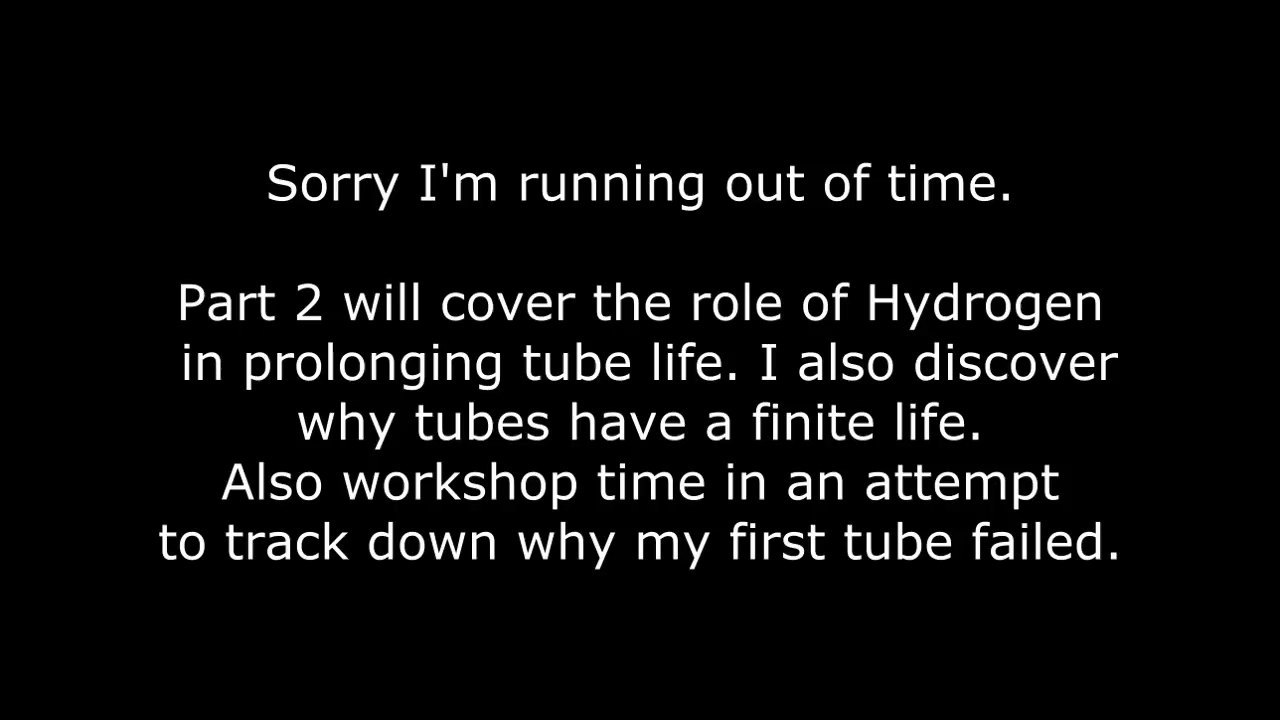 Sorry I'm running out of time.
Part 2 will cover the role of Hydrogen
in prolonging tube life. I also discover
why tubes have a finite life.
Also workshop time in an attempt
to track down why my first tube failed.